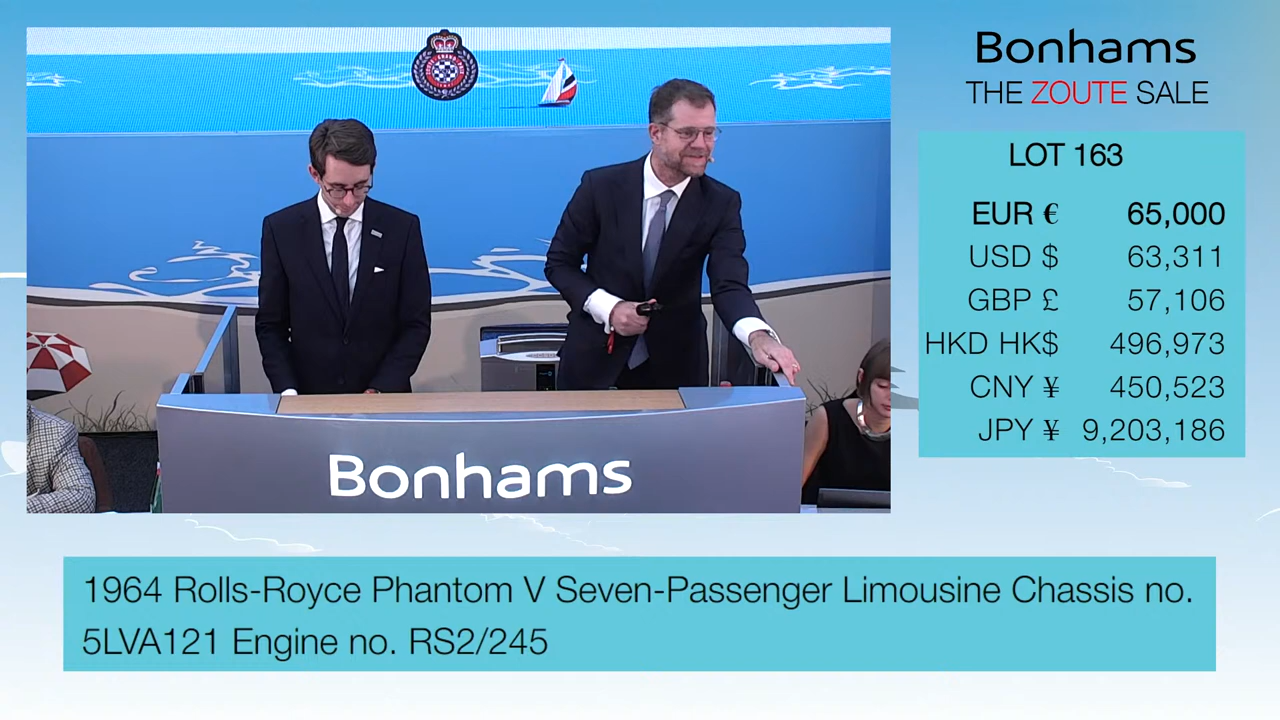 Bonhams
THE ZOUTE SALE
LOT 163
EUR € 65,000
USD $ 63,311
GBP £ 57,106
HKD HK$ 496,973
CNY ¥ 450,523
JPY ¥ 9,203,186
Bonhams
1964 Rolls-Royce Phantom V Seven-Passenger Limousine Chassis no.
5LVA121 Engine no. RS2/245